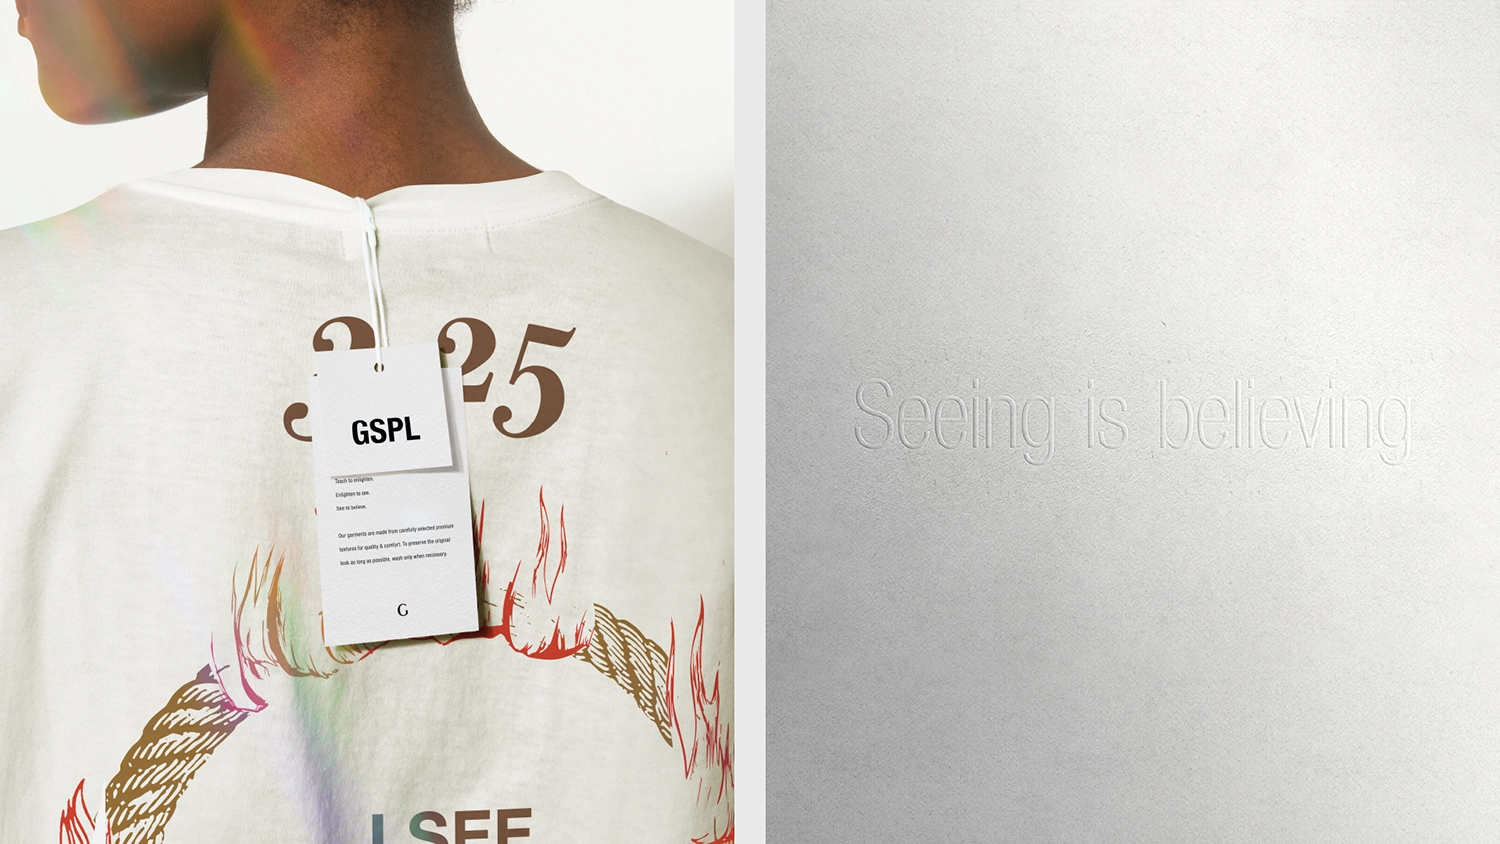 3:25
GSPL
Teach to enlighten.
Enlighten to see.
See to believe.
Our garments are made from carefully selected premium
textures for quality & comfort. To preserve the original
look as long as possible, wash only when necessary.
G
I SEE
Seeing is believing